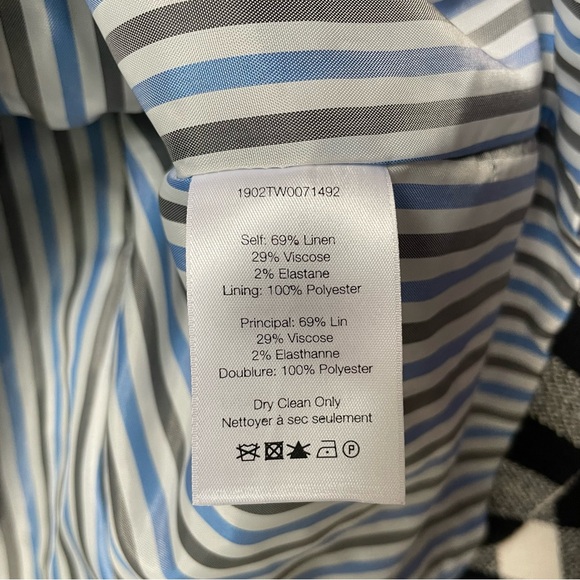 1902TW0071492
Self: 69% Linen
29% Viscose
2% Elastane
Lining: 100% Polyester
Principal: 69% Lin
29% Viscose
2% Elasthanne
Doublure: 100% Polyester
Dry Clean Only
Nettoyer à sec seulement
P